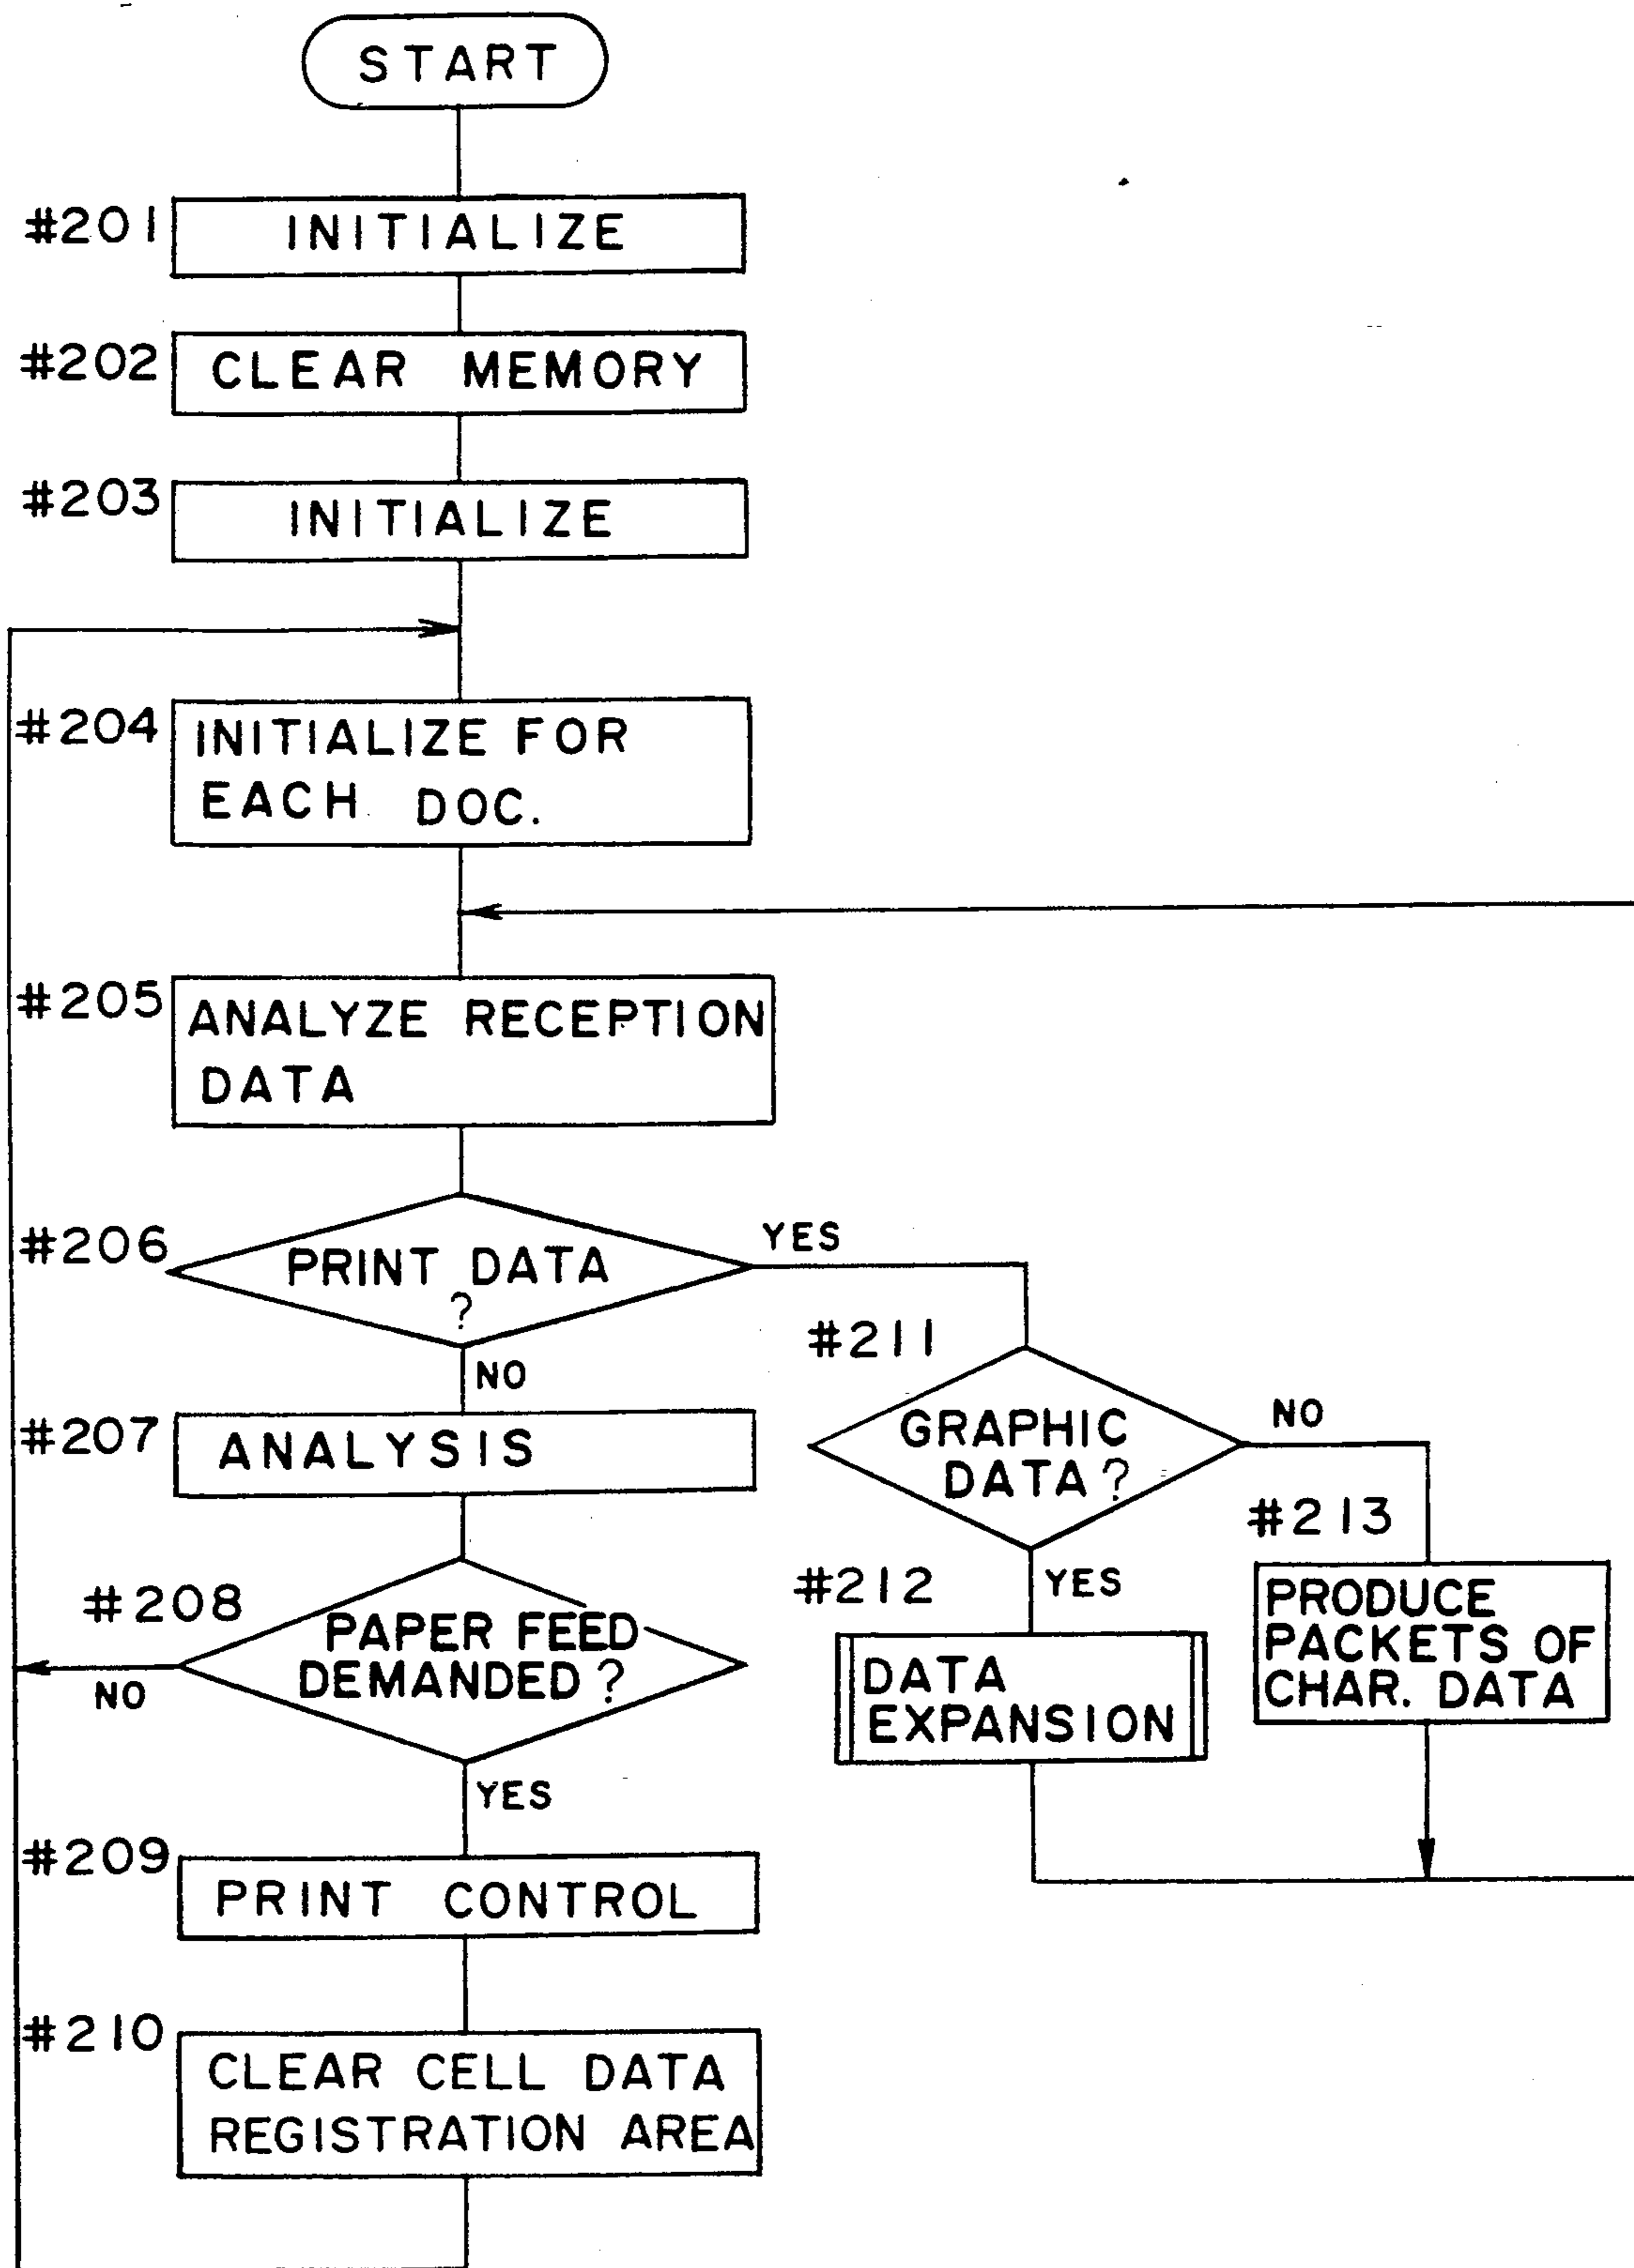 START
#201
INITIALIZE
#202
CLEAR MEMORY
#203
INITIALIZE
#204
INITIALIZE FOR
EACH DOC.
#205
ANALYZE RECEPTION
DATA
#206
PRINT DATA
?
YES
NO
#207
ANALYSIS
#208
PAPER FEED
DEMANDED ?
NO
YES
#209
PRINT CONTROL
#210
CLEAR CELL DATA
REGISTRATION AREA
#211
GRAPHIC
DATA ?
NO
YES
#212
DATA
EXPANSION
#213
PRODUCE
PACKETS OF
CHAR. DATA